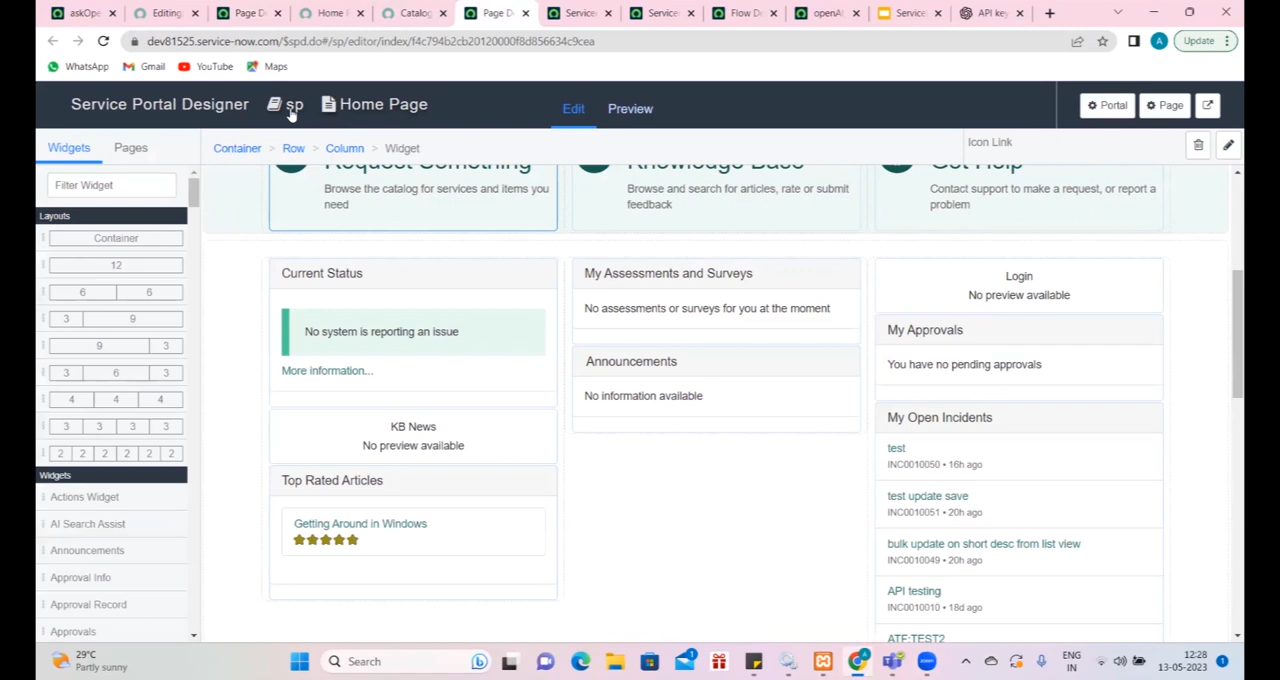 askOpe
Editing
Page D
Home P
Catalog
Page D
Service
Service
Flow De
openAI
Service
API key
dev81525.service-now.com/$spd.do#/sp/editor/index/f4c794b2cb20120000f8d856634c9cea
A
Update
WhatsApp
Gmail
YouTube
Maps
Service Portal Designer
sp
Home Page
Edit
Preview
Portal
Page
Widgets
Pages
Container > Row > Column > Widget
Icon Link
Filter Widget
Layouts
Container
12
6 6
3 9
9 3
3 6 3
4 4 4
3 3 3 3
2 2 2 2 2 2
Widgets
Actions Widget
AI Search Assist
Announcements
Approval Info
Approval Record
Approvals
Request Something
Browse the catalog for services and items you
need
Knowledge Base
Browse and search for articles, rate or submit
feedback
Get Help
Contact support to make a request, or report a
problem
Current Status
No system is reporting an issue
More information...
KB News
No preview available
Top Rated Articles
Getting Around in Windows
My Assessments and Surveys
No assessments or surveys for you at the moment
Announcements
No information available
Login
No preview available
My Approvals
You have no pending approvals
My Open Incidents
test
INC0010050 • 16h ago
test update save
INC0010051 • 20h ago
bulk update on short desc from list view
INC0010049 • 20h ago
API testing
INC0010010 • 18d ago
ATF:TEST2
29°C
Partly sunny
Search
ENG
IN
12:28
13-05-2023
1